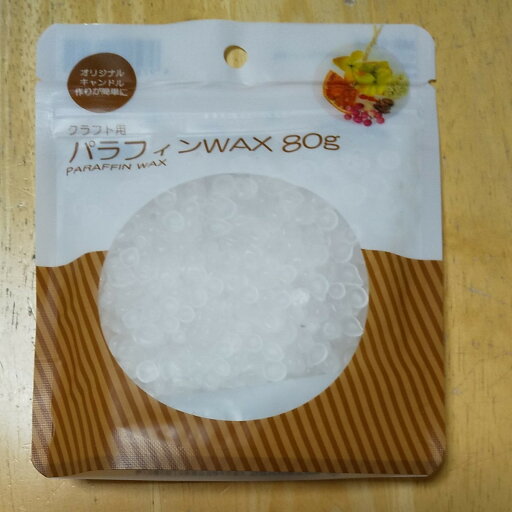 オリジナル
キャンドル
作りが簡単に
クラフト用
パラフィンWAX 80g
PARAFFIN WAX